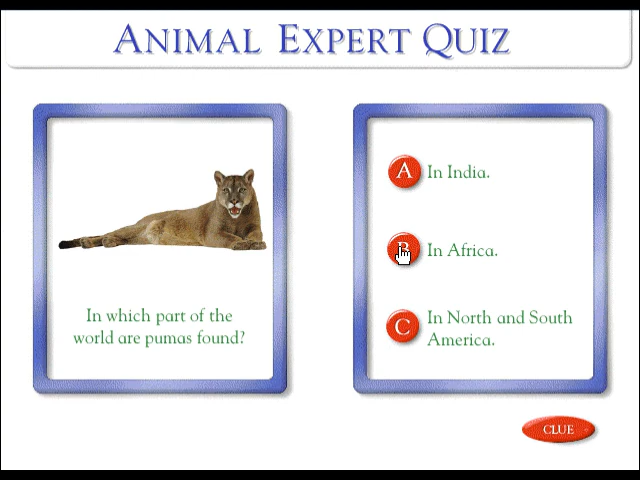 ANIMAL EXPERT QUIZ
In which part of the
world are pumas found?
A In India.
B In Africa.
C In North and South
America.
CLUE